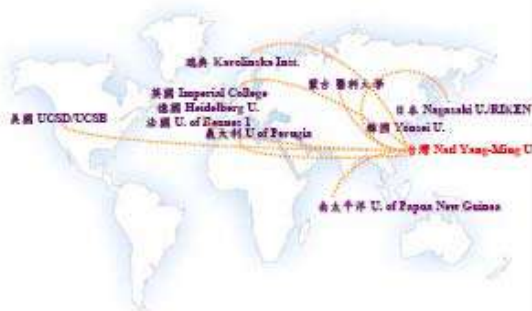 瑞典 Karolinska Inst.
英國 Imperial College
蒙古 醫科大學
德國 Heidelberg U.
日本 Nagasaki U./RIKEN
美國 UCSD/UCSB
法國 U. of Rennes 1
韓國 Yonsei U.
義大利 U of Perugia
台灣 Natl Yang-Ming U
南太平洋 U. of Papua New Guinea